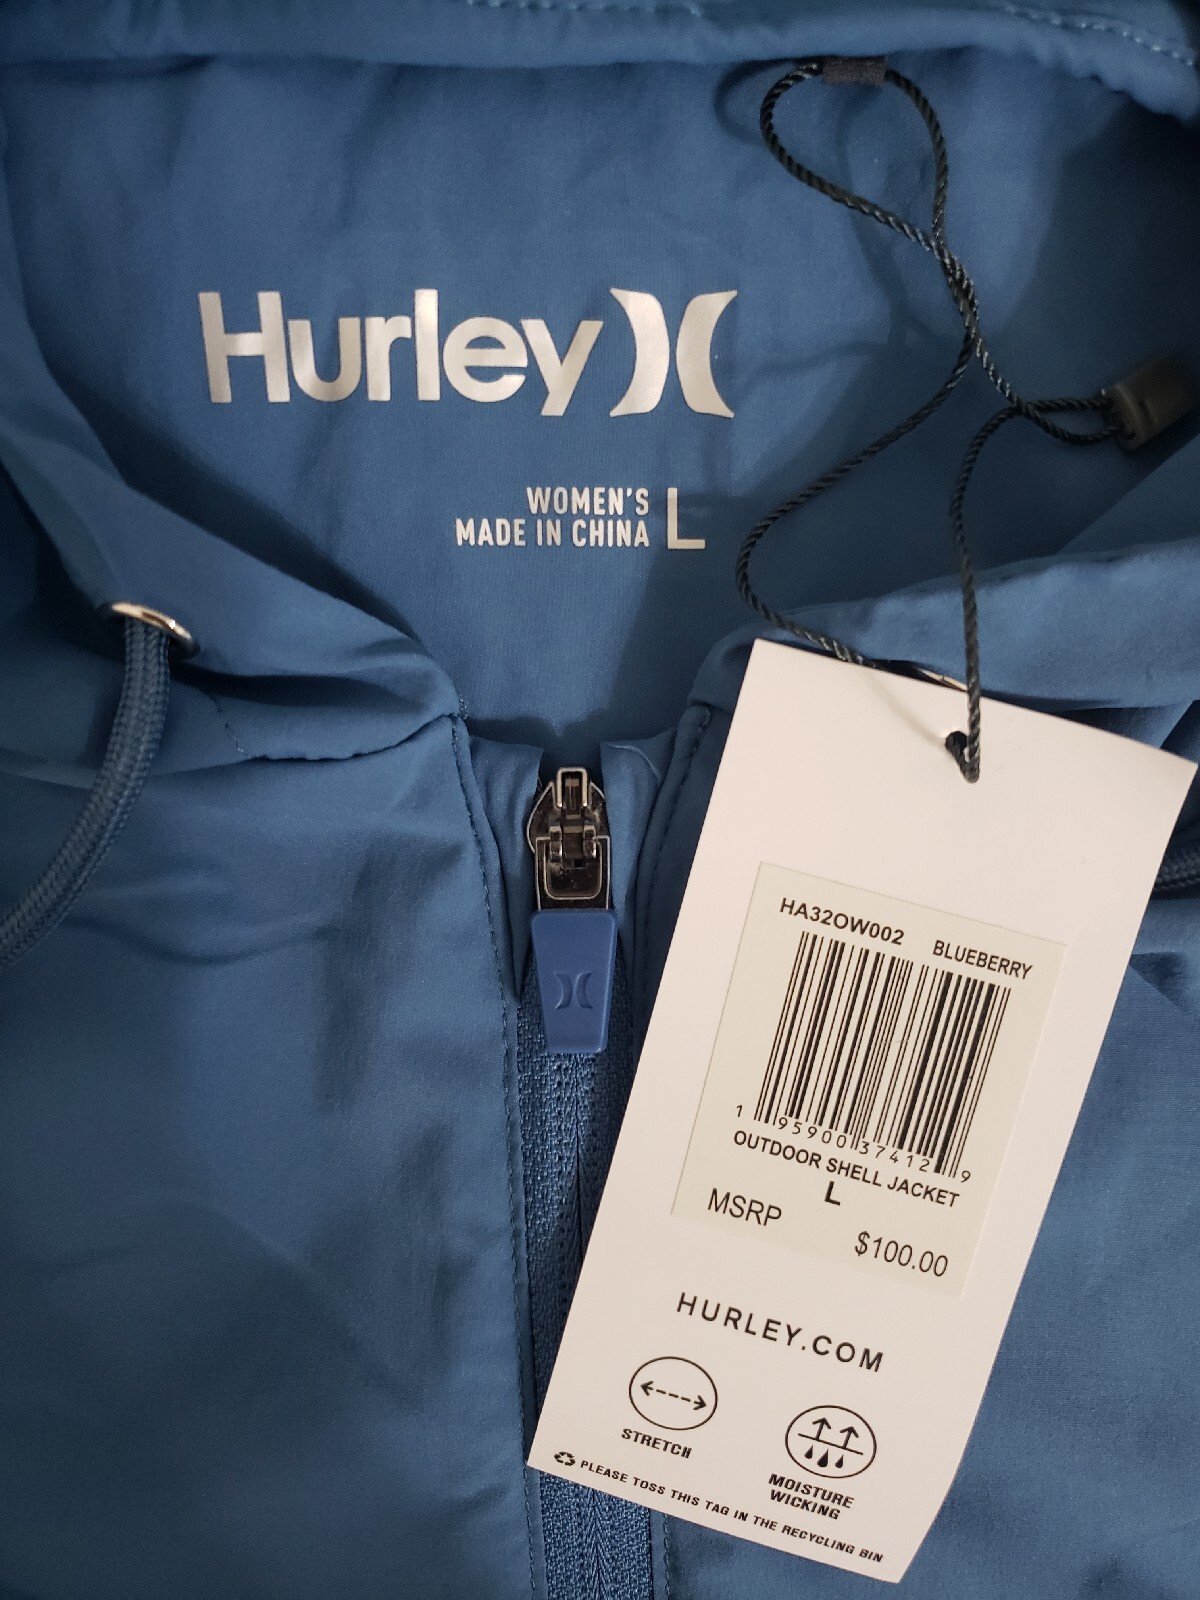 Hurley
WOMEN'S
MADE IN CHINA L
HA32OW002 BLUEBERRY
1 95900 37412 9
OUTDOOR SHELL JACKET
L
MSRP
$100.00
HURLEY.COM
STRETCH
MOISTURE
WICKING
PLEASE TOSS THIS TAG IN THE RECYCLING BIN